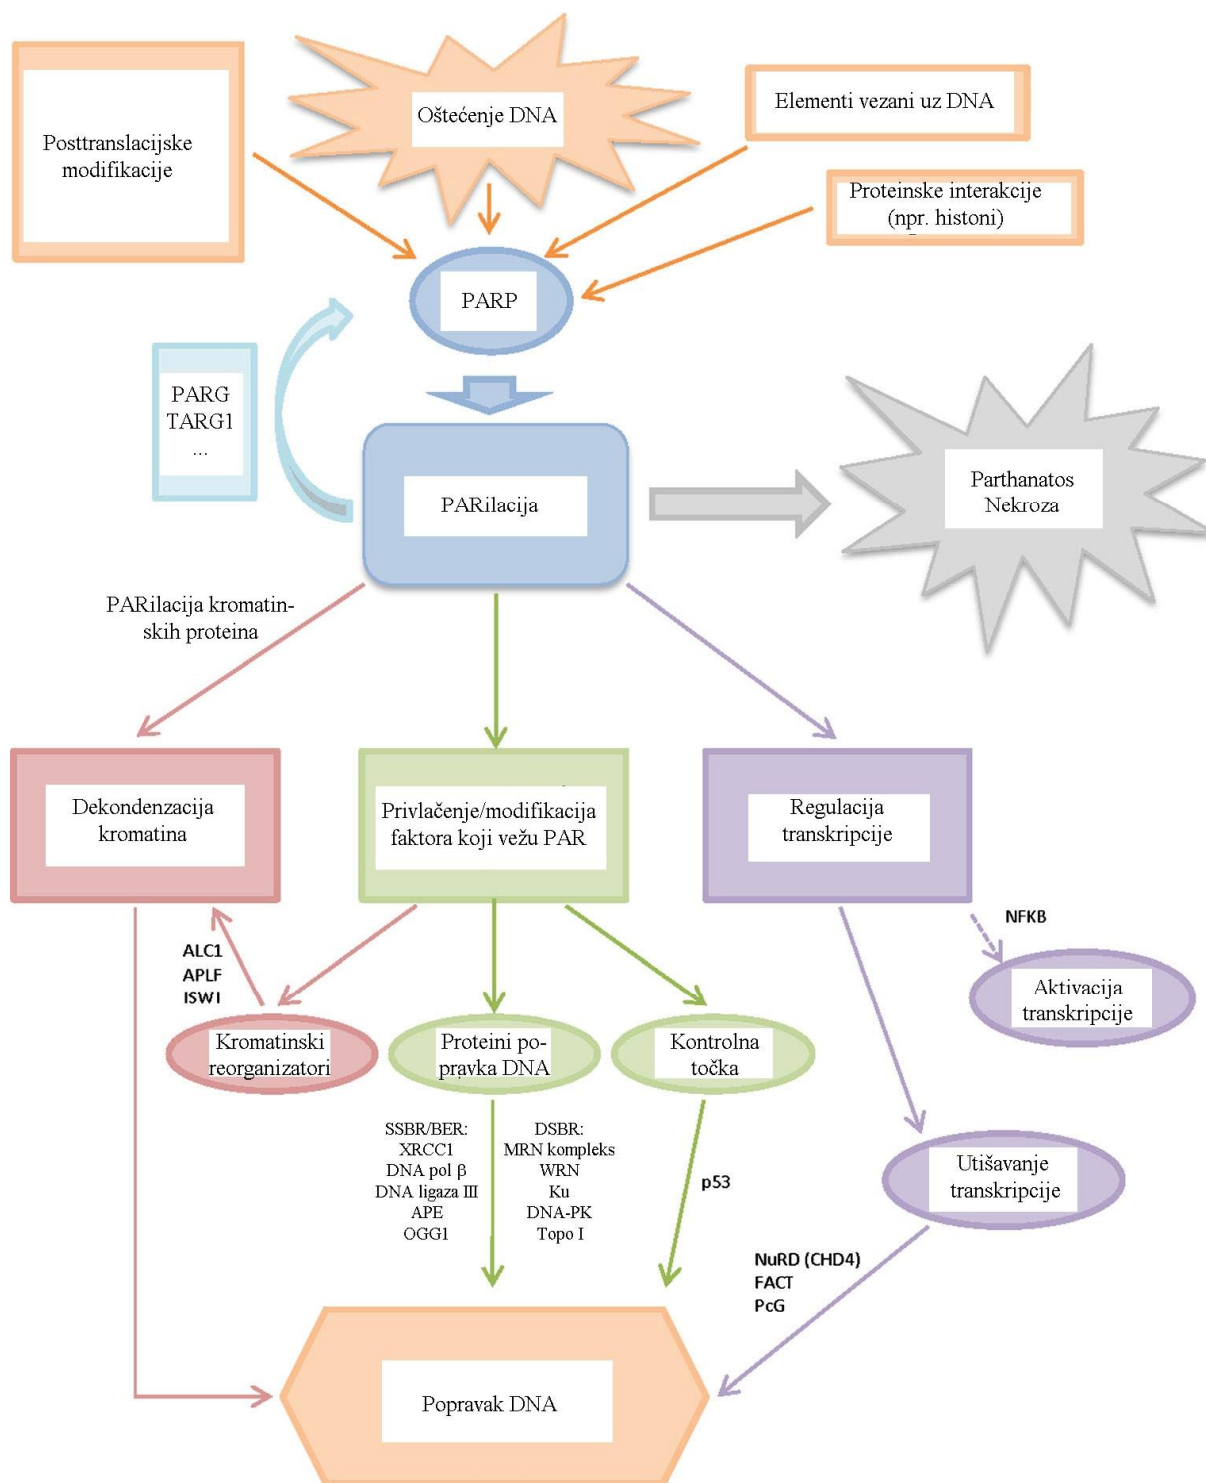 Oštećenje DNA
Elementi vezani uz DNA
Posttranslacijske
modifikacije
Proteinske interakcije
(npr. histoni)
PARP
PARG
TARG1
...
PARilacija
Parthanatos
Nekroza
PARilacija kromatin-
skih proteina
Dekondenzacija
kromatina
Privlačenje/modifikacija
faktora koji vežu PAR
Regulacija
transkripcije
NFKB
ALC1
APLF
ISWI
Aktivacija
transkripcije
Kromatinski
reorganizatori
Proteini po-
pravka DNA
Kontrolna
točka
SSBR/BER:
XRCC1
DNA pol β
DNA ligaza III
APE
OGG1
DSBR:
MRN kompleks
WRN
Ku
DNA-PK
Topo I
p53
Utišavanje
transkripcije
NuRD (CHD4)
FACT
PcG
Popravak DNA